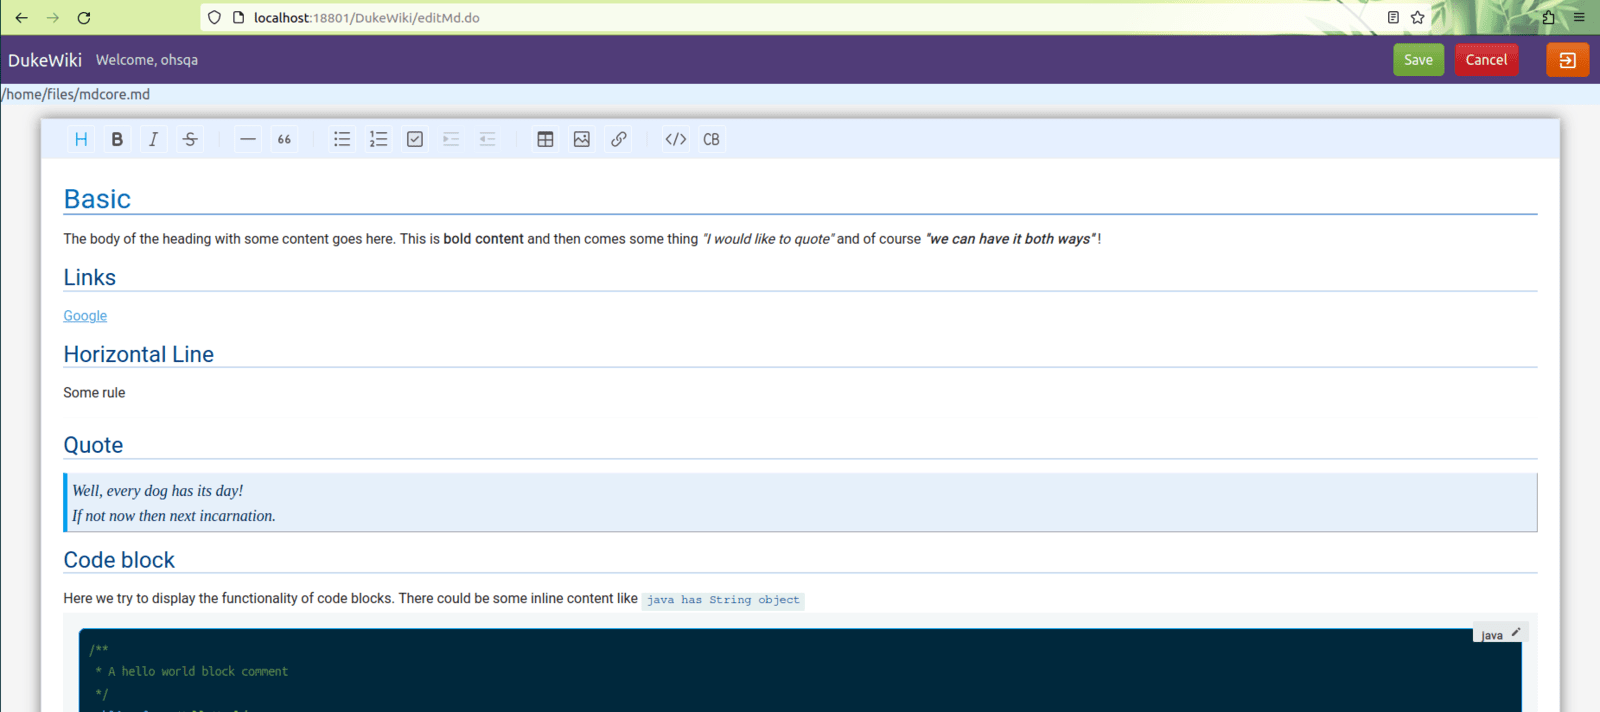 localhost:18801/DukeWiki/editMd.do
DukeWiki Welcome, ohsqa Save Cancel
/home/files/mdcore.md
H B I S 66 </> CB
Basic
The body of the heading with some content goes here. This is bold content and then comes some thing "I would like to quote" and of course "we can have it both ways" !
Links
Google
Horizontal Line
Some rule
Quote
Well, every dog has its day!
If not now then next incarnation.
Code block
Here we try to display the functionality of code blocks. There could be some inline content like java has String object
java
/**
* A hello world block comment
*/